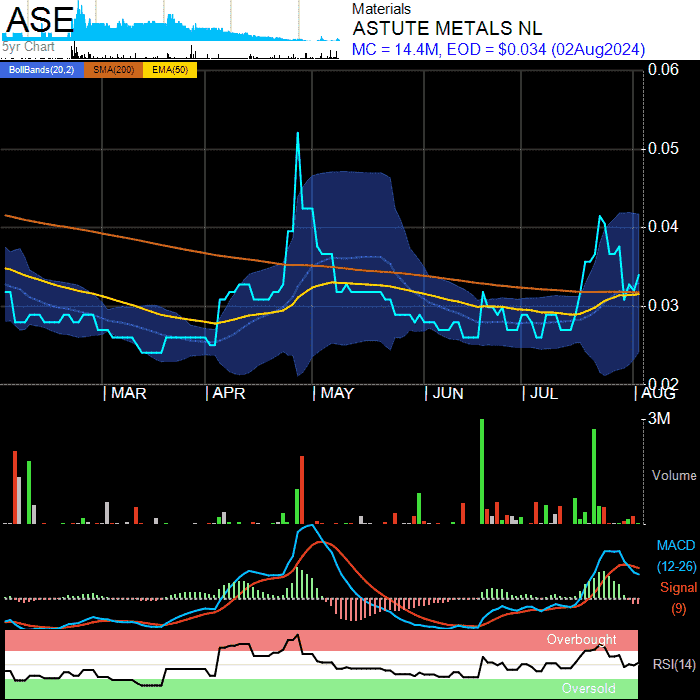 ASE
5yr Chart
Materials
ASTUTE METALS NL
MC = 14.4M, EOD = $0.034 (02Aug2024)
BollBands(20,2) SMA(200) EMA(50)
0.06
0.05
0.04
0.03
0.02
MAR APR MAY JUN JUL AUG
3M
Volume
MACD
(12-26)
Signal
(9)
Overbought
RSI(14)
Oversold